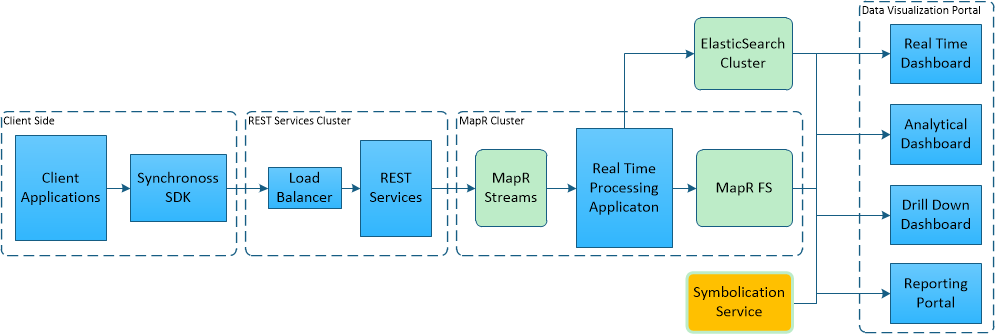 Data Visualization Portal
ElasticSearch
Cluster
Real Time
Dashboard
Client Side
REST Services Cluster
MapR Cluster
Analytical
Dashboard
Client
Applications
Synchronoss
SDK
Load
Balancer
REST
Services
MapR
Streams
Real Time
Processing
Applicaton
MapR FS
Drill Down
Dashboard
Symbolication
Service
Reporting
Portal